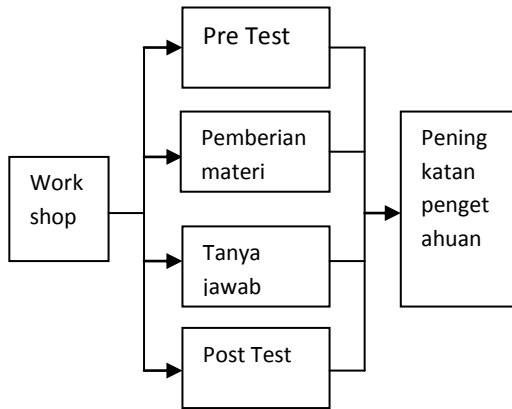 Pre Test
Pemberian
materi
Work
shop
Tanya
jawab
Post Test
Pening
katan
penget
ahuan